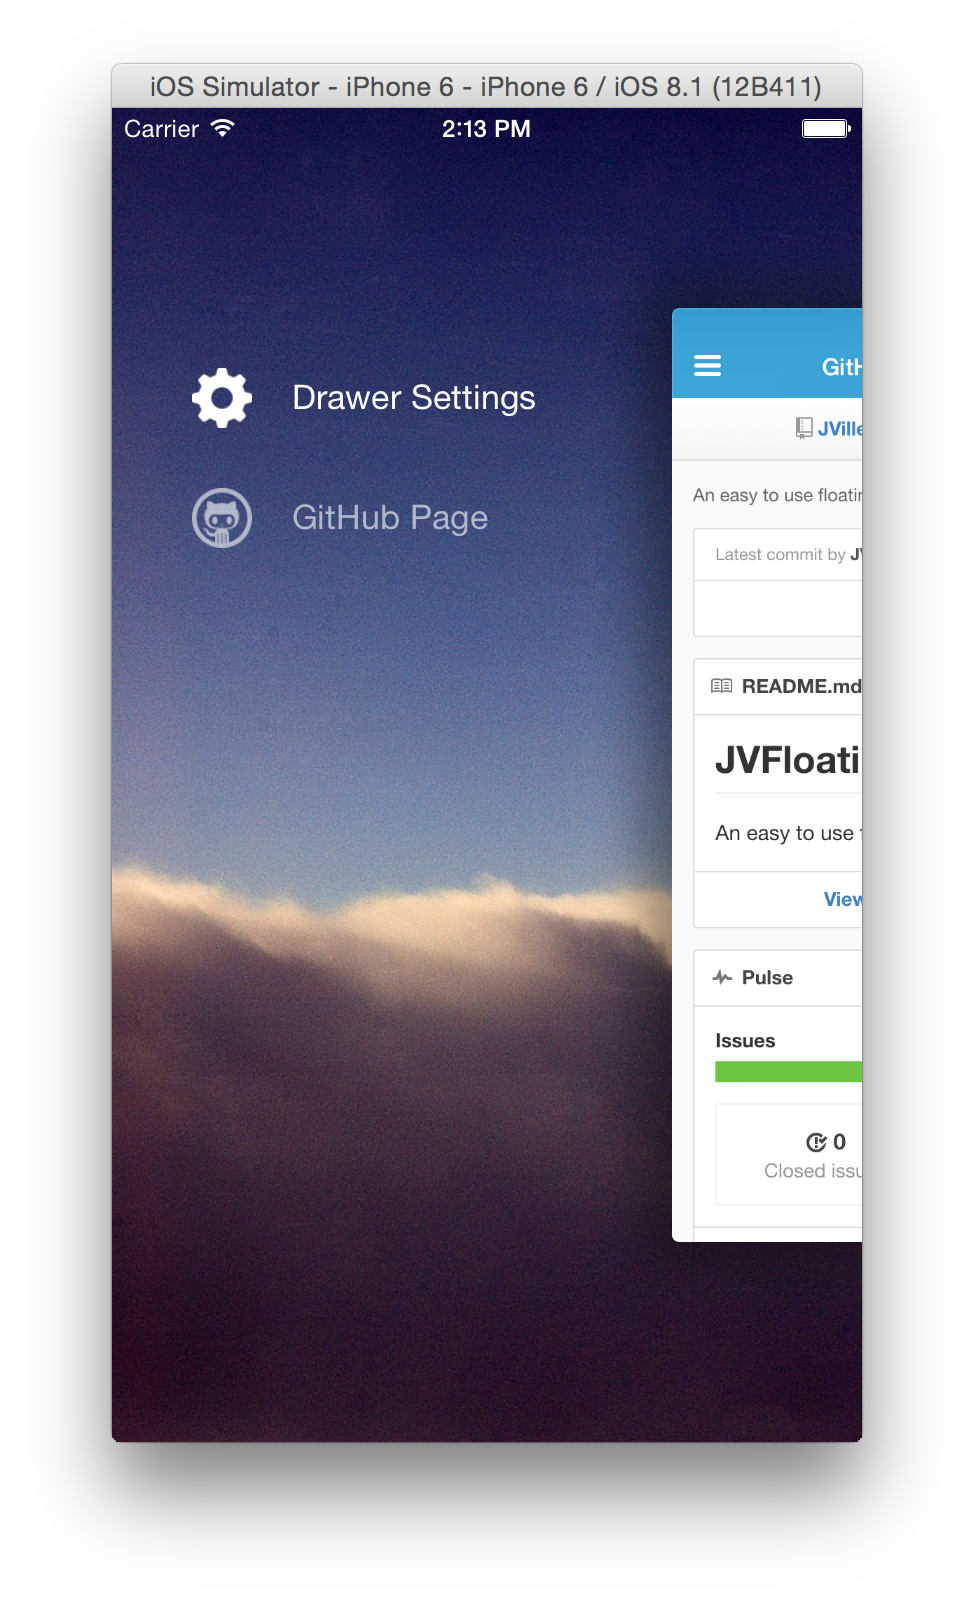 iOS Simulator - iPhone 6 - iPhone 6 / iOS 8.1 (12B411)
Carrier 2:13 PM
Drawer Settings
GitHub Page
GitH
JVille
An easy to use floatin
Latest commit by JV
README.md
JVFloati
An easy to use
View
Pulse
Issues
0
Closed issu